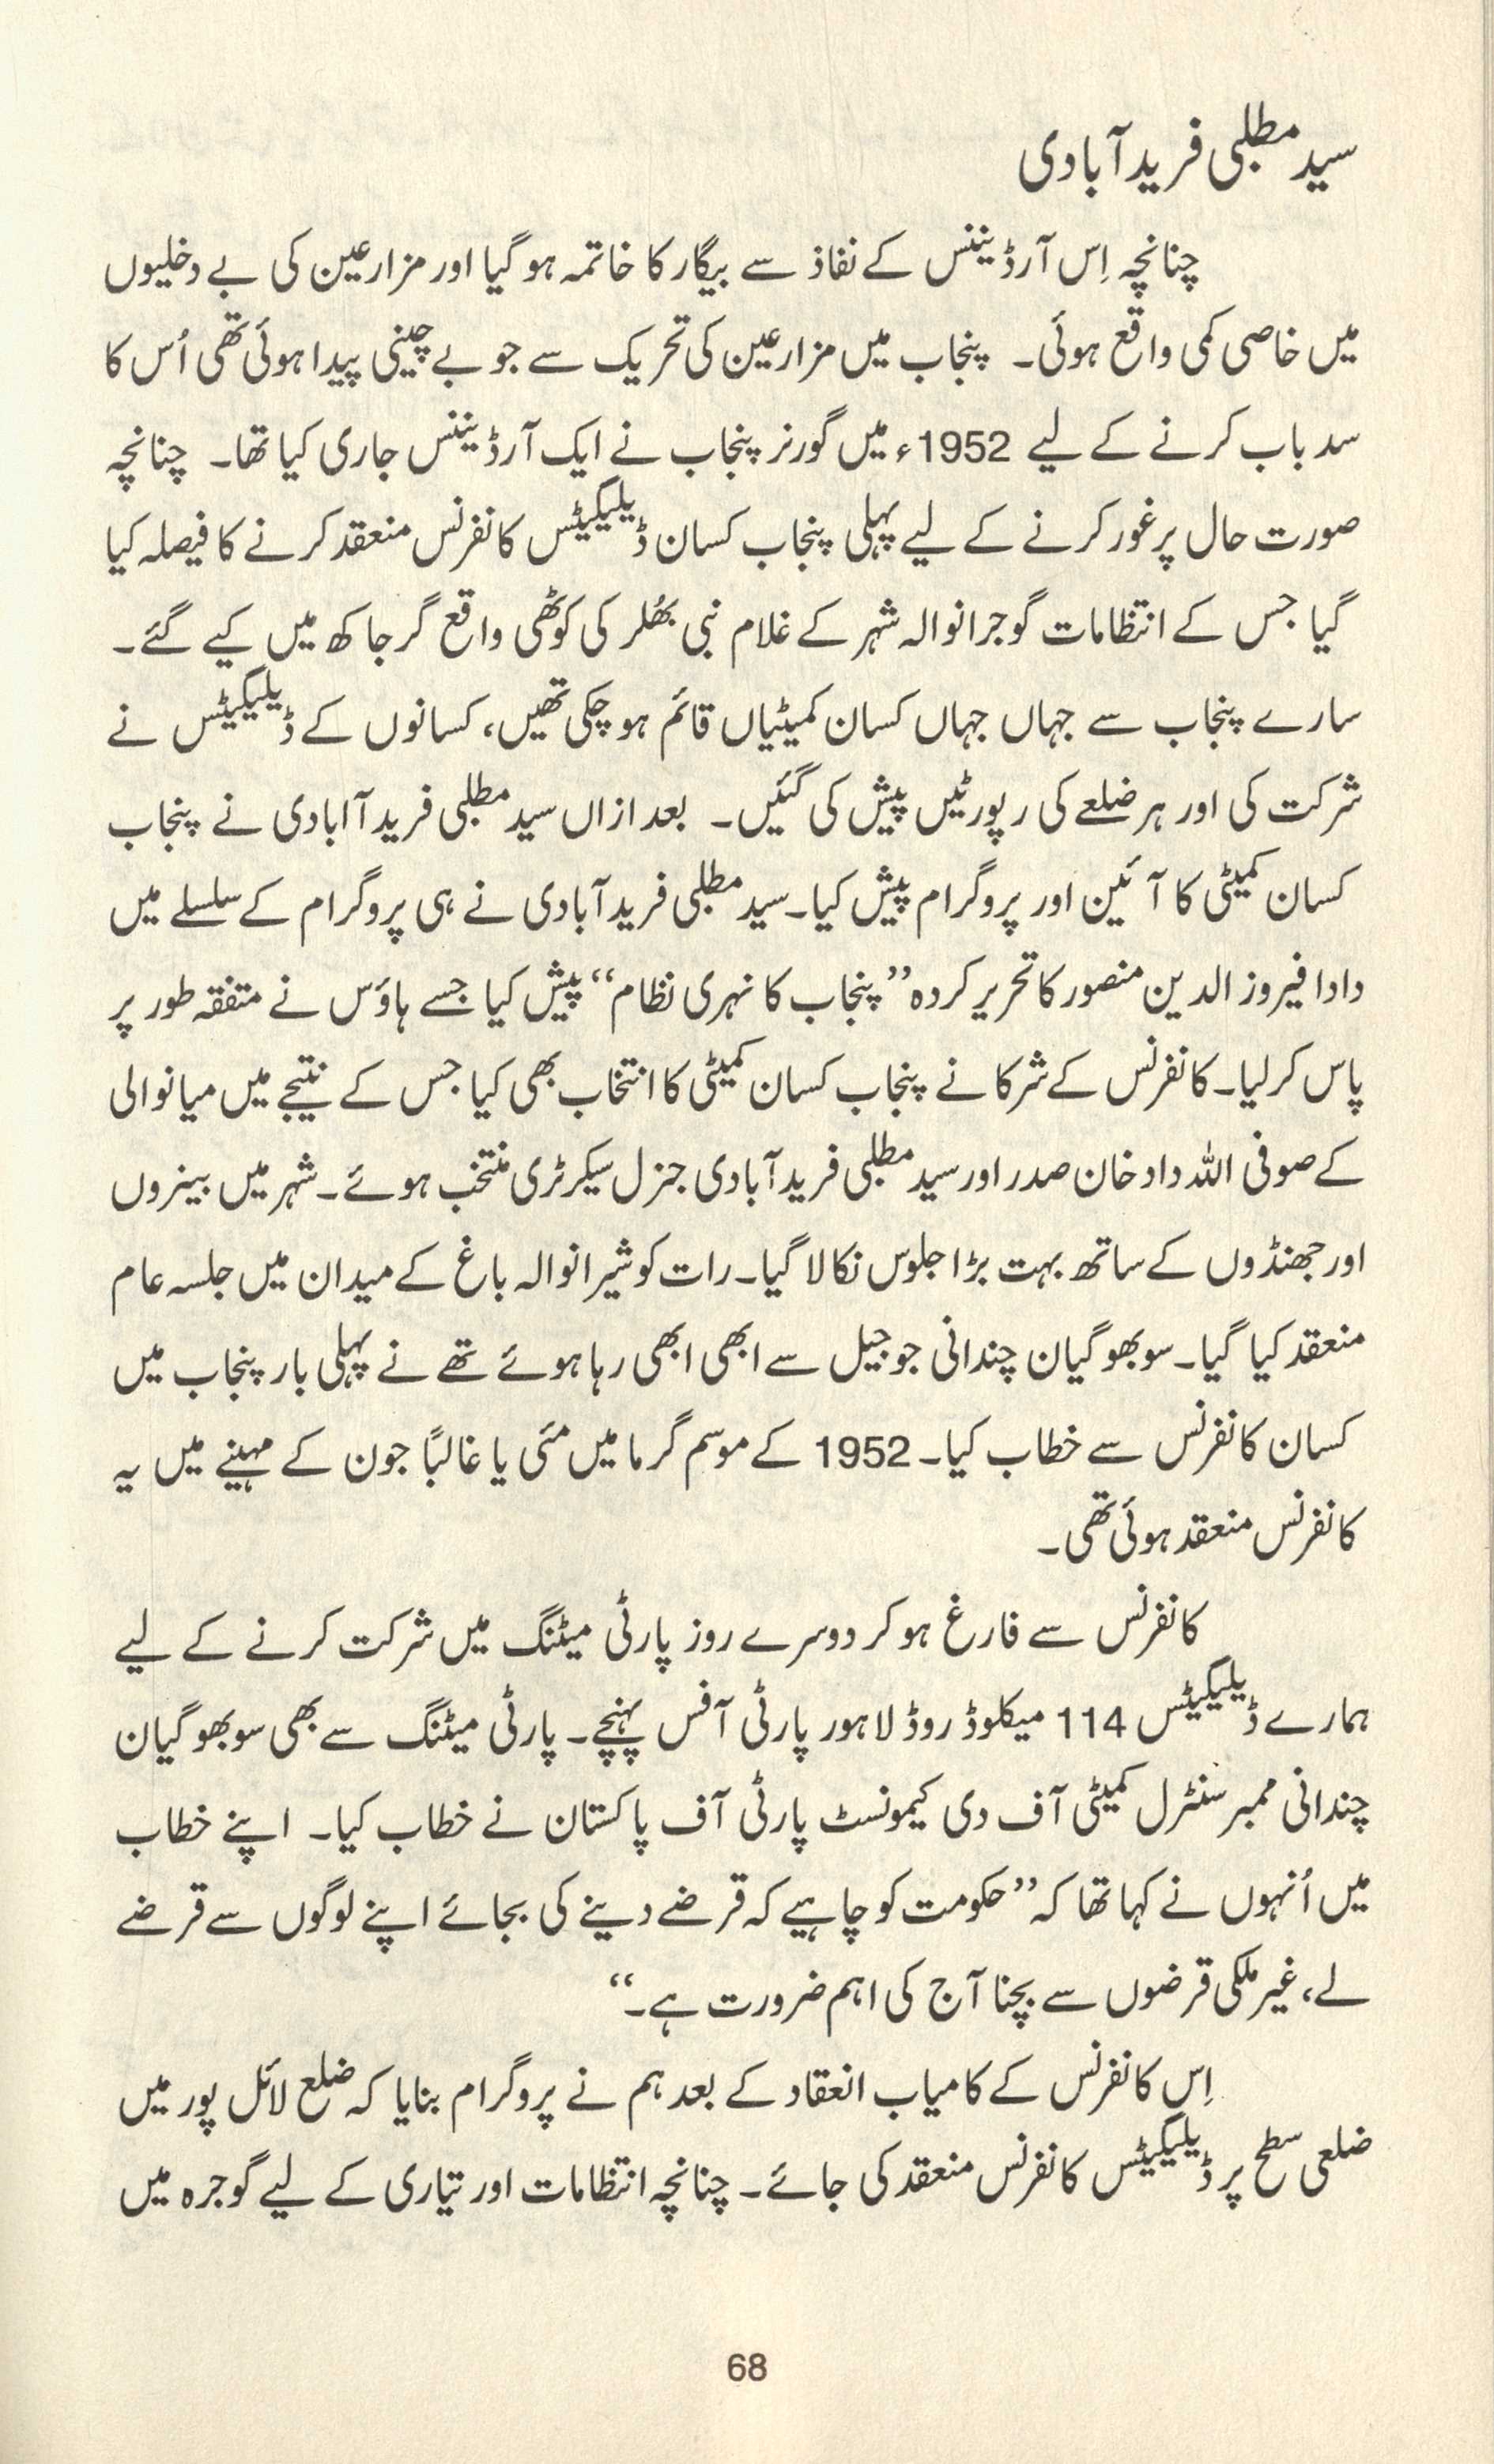 سید مطلبی فرید آبادی
چنانچہ اِس آرڈیننس کے نفاذ سے بیگار کا خاتمہ ہو گیا اور مزارعین کی بے دخلیوں
میں خاصی کمی واقع ہوئی۔ پنجاب میں مزارعین کی تحریک سے جو بے چینی پیدا ہوئی تھی اُس کا
سد باب کرنے کے لیے 1952ء میں گورنر پنجاب نے ایک آرڈیننس جاری کیا تھا۔ چنانچہ
صورت حال پر غور کرنے کے لیے پہلی پنجاب کسان ڈیلیگیٹس کانفرنس منعقد کرنے کا فیصلہ کیا
گیا جس کے انتظامات گوجرانوالہ شہر کے غلام نبی بھُلر کی کوٹھی واقع گرجاکھ میں کیے گئے۔
سارے پنجاب سے جہاں جہاں کسان کمیٹیاں قائم ہو چکی تھیں، کسانوں کے ڈیلیگیٹس نے
شرکت کی اور ہر ضلعے کی رپورٹیں پیش کی گئیں۔ بعد ازاں سید مطلبی فرید آابادی نے پنجاب
کسان کمیٹی کا آئین اور پروگرام پیش کیا۔ سید مطلبی فرید آبادی نے ہی پروگرام کے سلسلے میں
دادا فیروز الدین منصور کا تحریر کردہ ”پنجاب کا نہری نظام“ پیش کیا جسے ہاؤس نے متفقہ طور پر
پاس کر لیا۔ کانفرنس کے شرکا نے پنجاب کسان کمیٹی کا انتخاب بھی کیا جس کے نتیجے میں میانوالی
کے صوفی اللہ داد خان صدر اور سید مطلبی فرید آبادی جنرل سیکرٹری منتخب ہوئے۔ شہر میں بینروں
اور جھنڈوں کے ساتھ بہت بڑا جلوس نکالا گیا۔ رات کو شیرانوالہ باغ کے میدان میں جلسہ عام
منعقد کیا گیا۔ سوبھوگیان چندانی جو جیل سے ابھی ابھی رہا ہوئے تھے نے پہلی بار پنجاب میں
کسان کانفرنس سے خطاب کیا۔ 1952 کے موسم گرما میں مئی یا غالباً جون کے مہینے میں یہ
کانفرنس منعقد ہوئی تھی۔
کانفرنس سے فارغ ہو کر دوسرے روز پارٹی میٹنگ میں شرکت کرنے کے لیے
ہمارے ڈیلیگیٹس 114 میکلوڈ روڈ لاہور پارٹی آفس پہنچے۔ پارٹی میٹنگ سے بھی سوبھوگیان
چندانی ممبر سنٹرل کمیٹی آف دی کیمونسٹ پارٹی آف پاکستان نے خطاب کیا۔ اپنے خطاب
میں اُنہوں نے کہا تھا کہ ”حکومت کو چاہیے کہ قرضے دینے کی بجائے اپنے لوگوں سے قرضے
لے، غیر ملکی قرضوں سے بچنا آج کی اہم ضرورت ہے۔“
اِس کانفرنس کے کامیاب انعقاد کے بعد ہم نے پروگرام بنایا کہ ضلع لائل پور میں
ضلعی سطح پر ڈیلیگیٹس کانفرنس منعقد کی جائے۔ چنانچہ انتظامات اور تیاری کے لیے گوجرہ میں
68